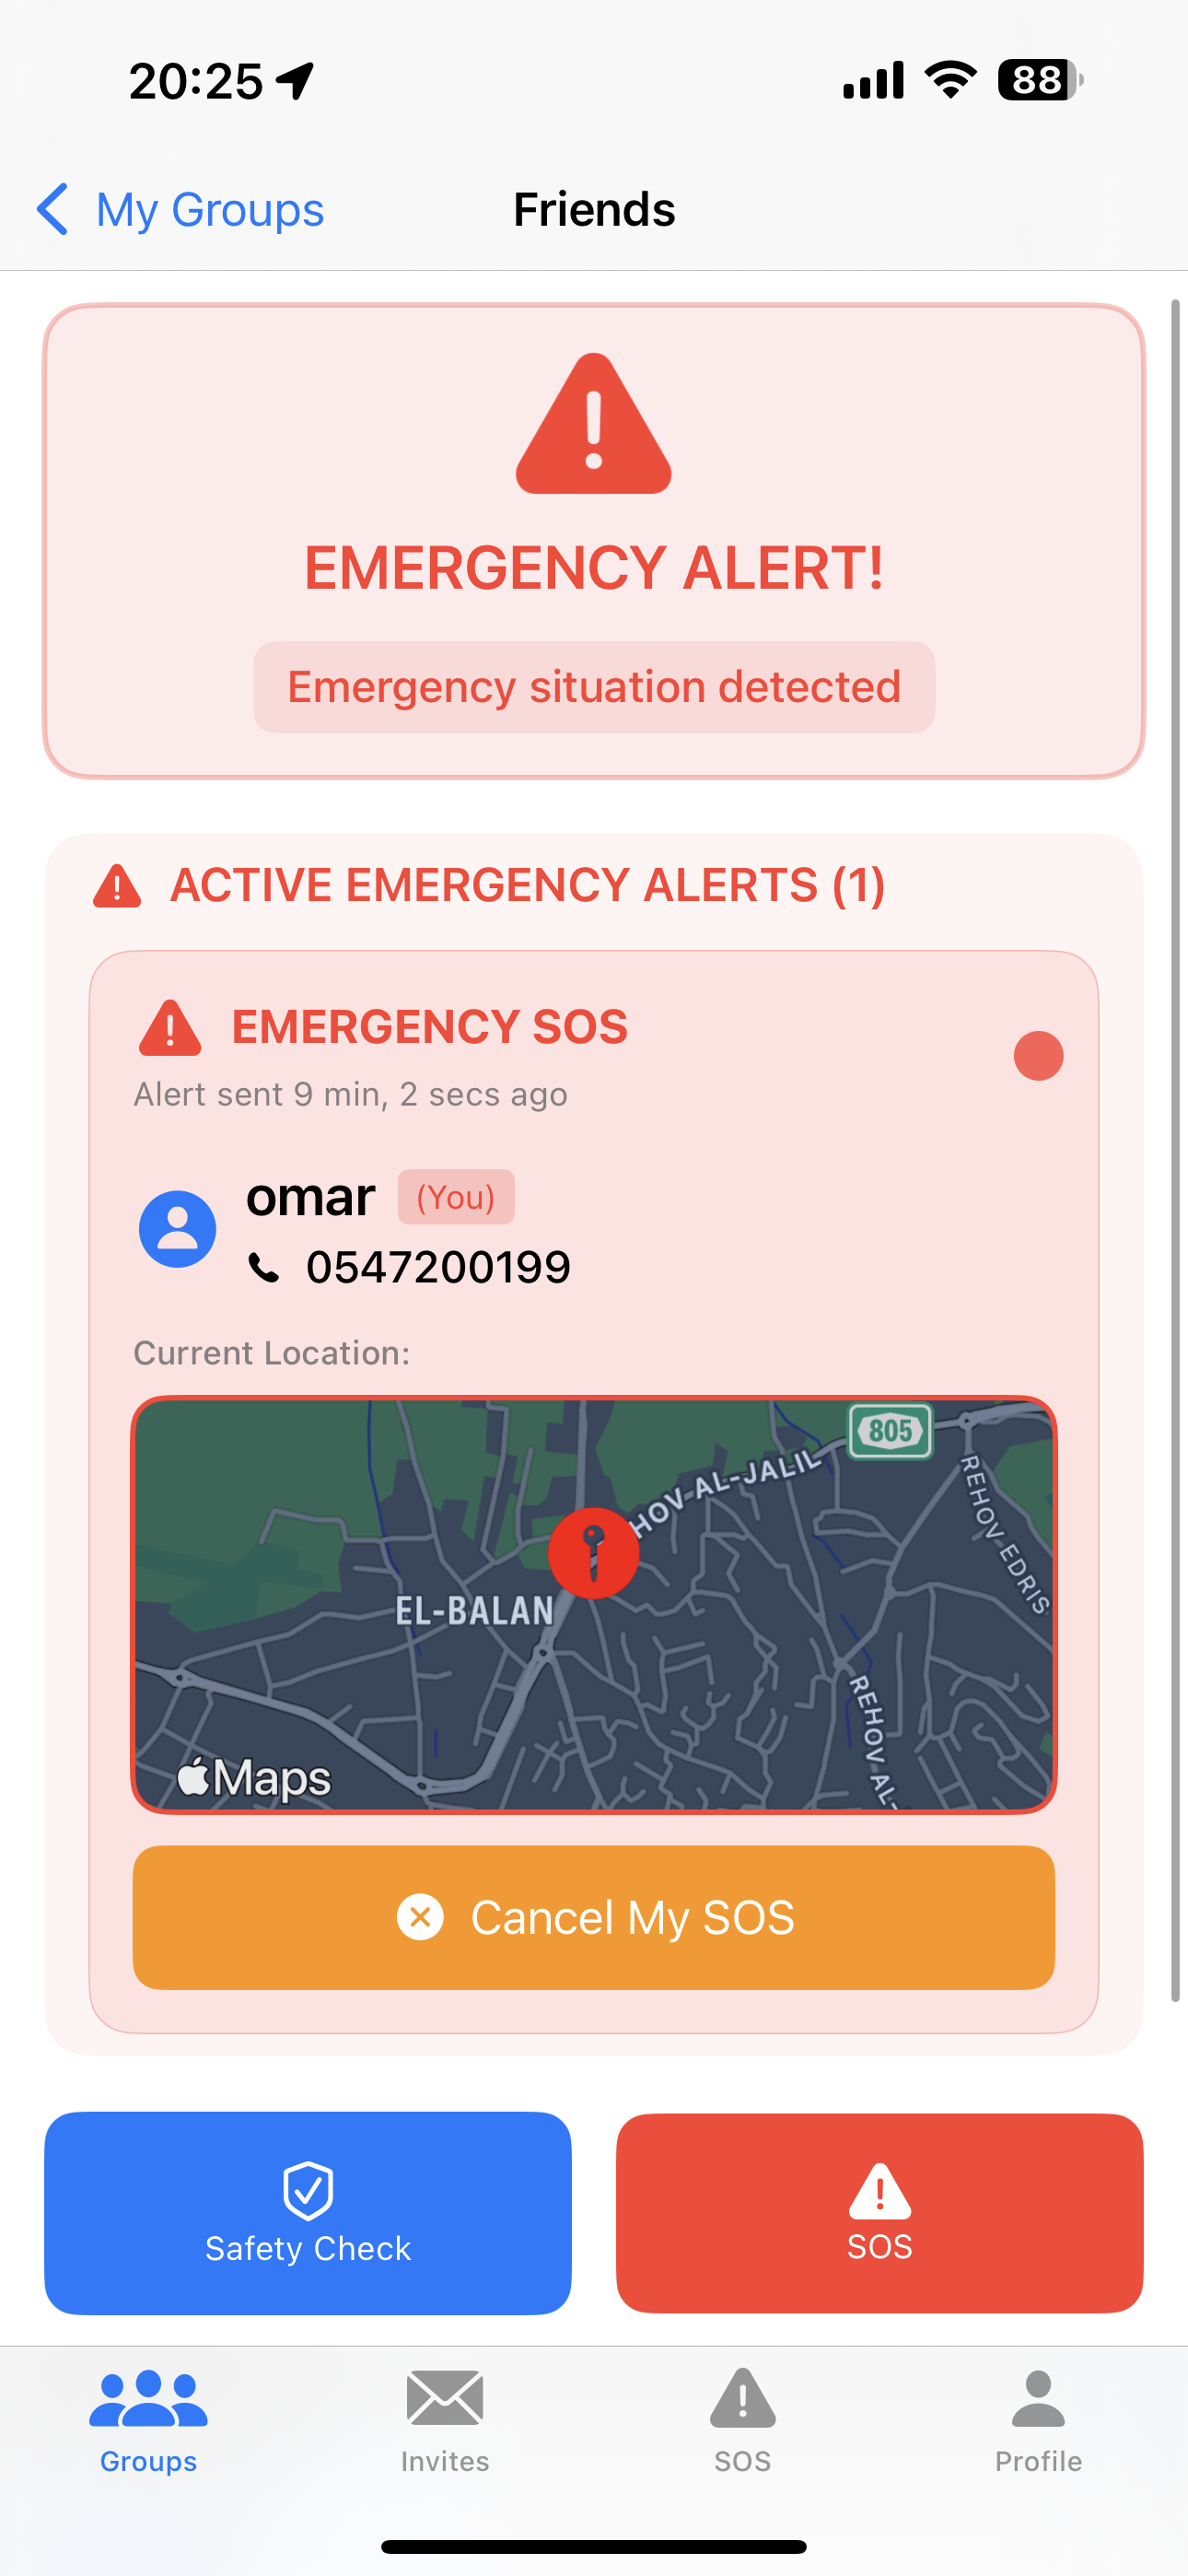 20:25
88
My Groups
Friends
EMERGENCY ALERT!
Emergency situation detected
ACTIVE EMERGENCY ALERTS (1)
EMERGENCY SOS
Alert sent 9 min, 2 secs ago
omar (You)
0547200199
Current Location:
805
HOV AL-JALIL
REHOV EDRIS
EL-BALAN
REHOV AL-
Maps
Cancel My SOS
Safety Check
SOS
Groups
Invites
SOS
Profile